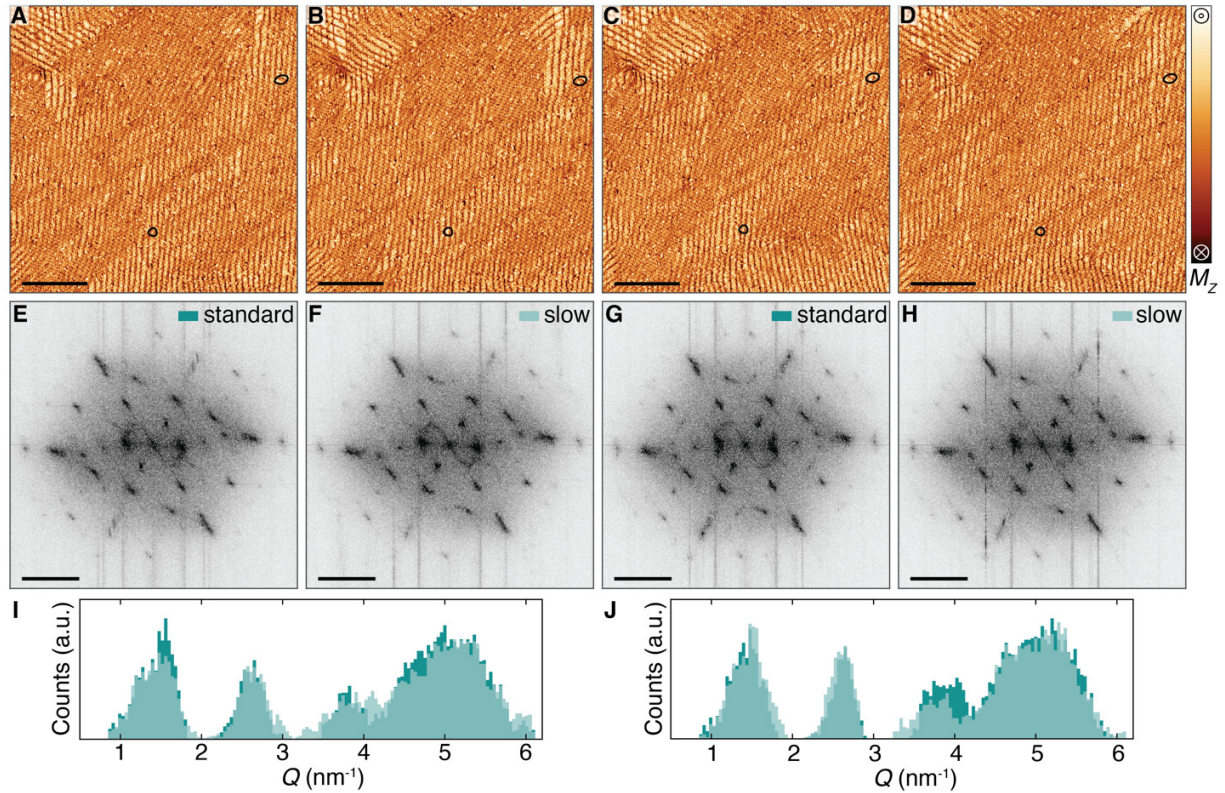 A B C D
M_Z
E standard F slow G standard H slow
I J
Counts (a.u.) Counts (a.u.)
1 2 3 4 5 6 1 2 3 4 5 6
Q (nm⁻¹) Q (nm⁻¹)